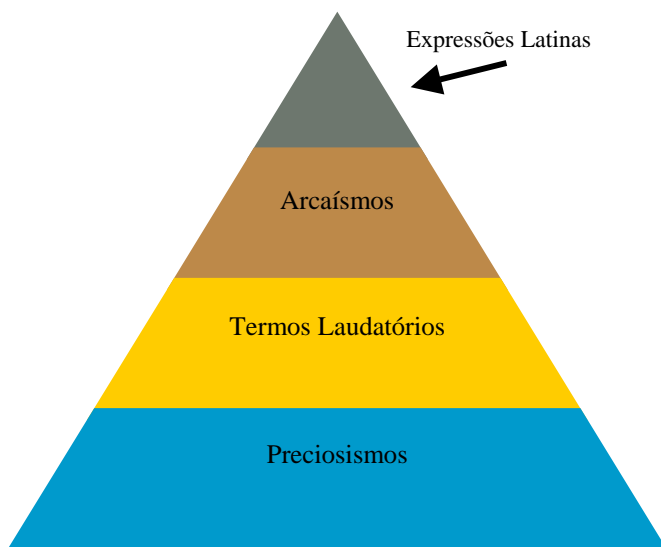 Expressões Latinas
Arcaísmos
Termos Laudatórios
Preciosismos